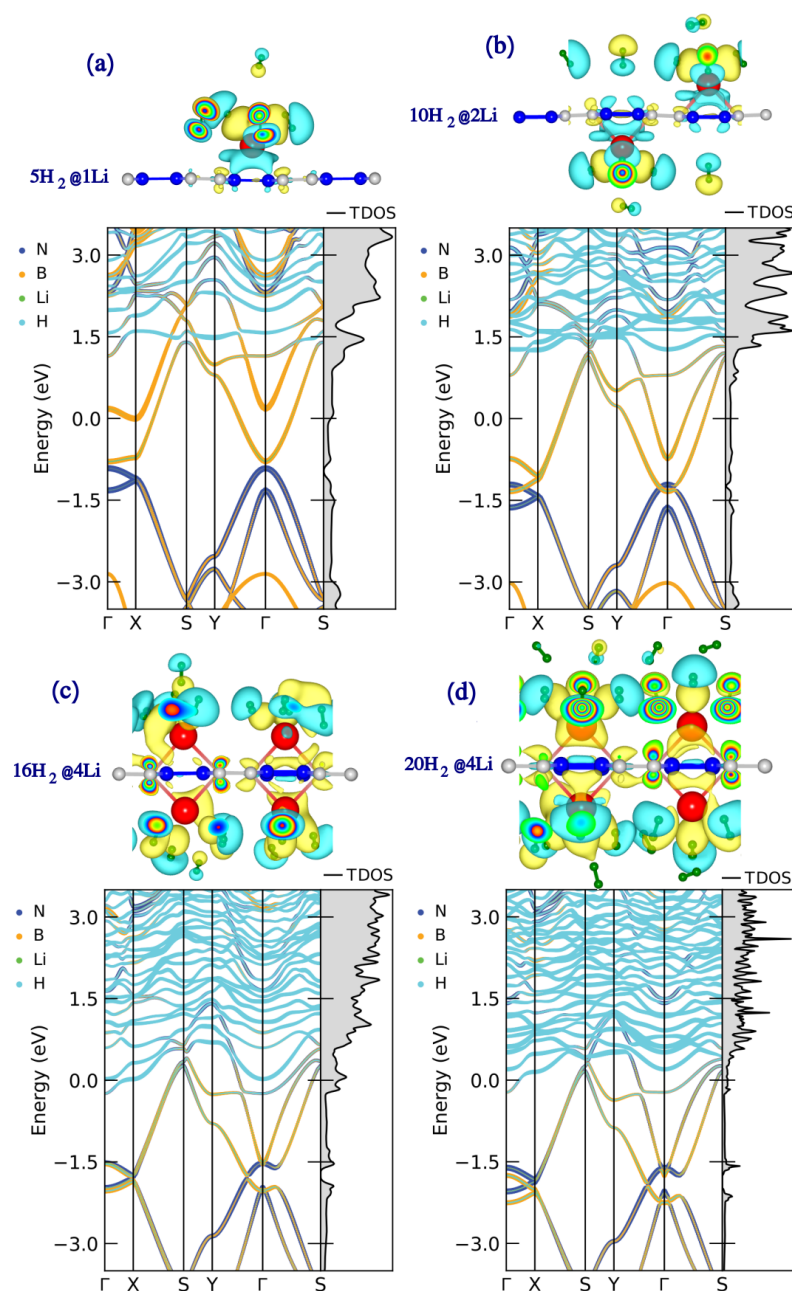 (a)
5H2@1Li
TDOS
N
B
Li
H
Energy (eV)
3.0
1.5
0.0
−1.5
−3.0
Γ X S Y Γ S
(b)
10H2@2Li
TDOS
N
B
Li
H
Energy (eV)
3.0
1.5
0.0
−1.5
−3.0
Γ X S Y Γ S
(c)
16H2@4Li
TDOS
N
B
Li
H
Energy (eV)
3.0
1.5
0.0
−1.5
−3.0
Γ X S Y Γ S
(d)
20H2@4Li
TDOS
N
B
Li
H
Energy (eV)
3.0
1.5
0.0
−1.5
−3.0
Γ X S Y Γ S